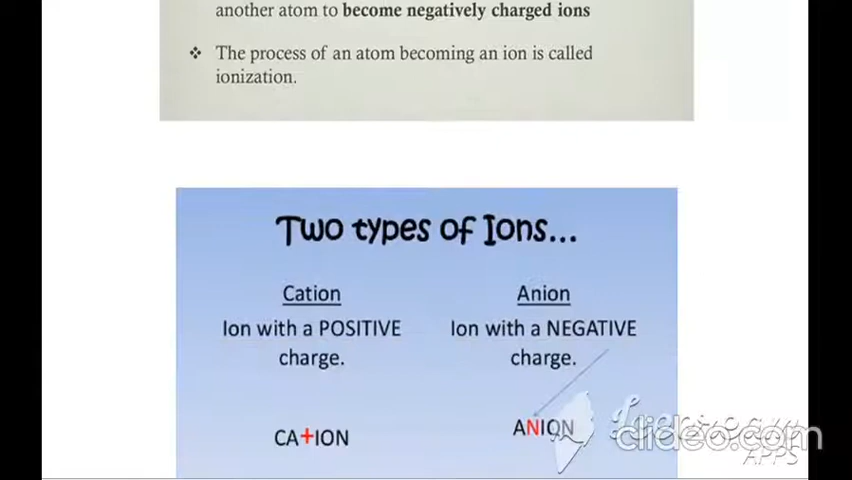 another atom to become negatively charged ions
❖ The process of an atom becoming an ion is called
ionization.
Two types of Ions...
Cation
Anion
Ion with a POSITIVE
charge.
Ion with a NEGATIVE
charge.
CA+ION
ANION
clideo.com
APPS